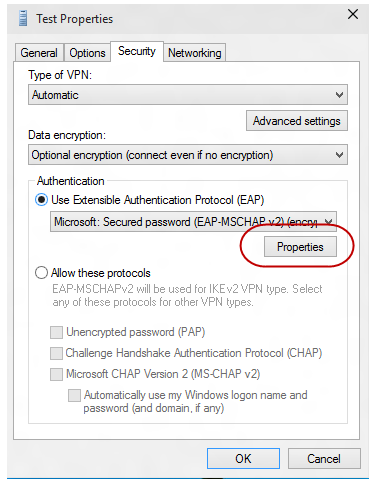 Test Properties
General Options Security Networking
Type of VPN:
Automatic
Advanced settings
Data encryption:
Optional encryption (connect even if no encryption)
Authentication
Use Extensible Authentication Protocol (EAP)
Microsoft: Secured password (EAP-MSCHAP v2) (encryp
Properties
Allow these protocols
EAP-MSCHAPv2 will be used for IKEv2 VPN type. Select
any of these protocols for other VPN types.
Unencrypted password (PAP)
Challenge Handshake Authentication Protocol (CHAP)
Microsoft CHAP Version 2 (MS-CHAP v2)
Automatically use my Windows logon name and
password (and domain, if any)
OK Cancel